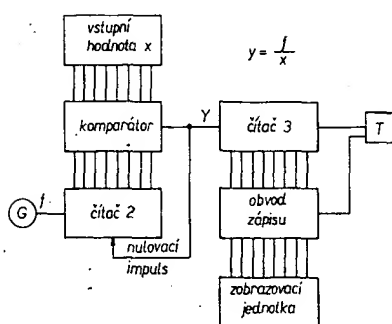 vstupní
hodnota x
y = f/x
komparátor
Y
čítač 3
T
G
f
čítač 2
obvod
zápisu
nulovací
impuls
zobrazovací
jednotka